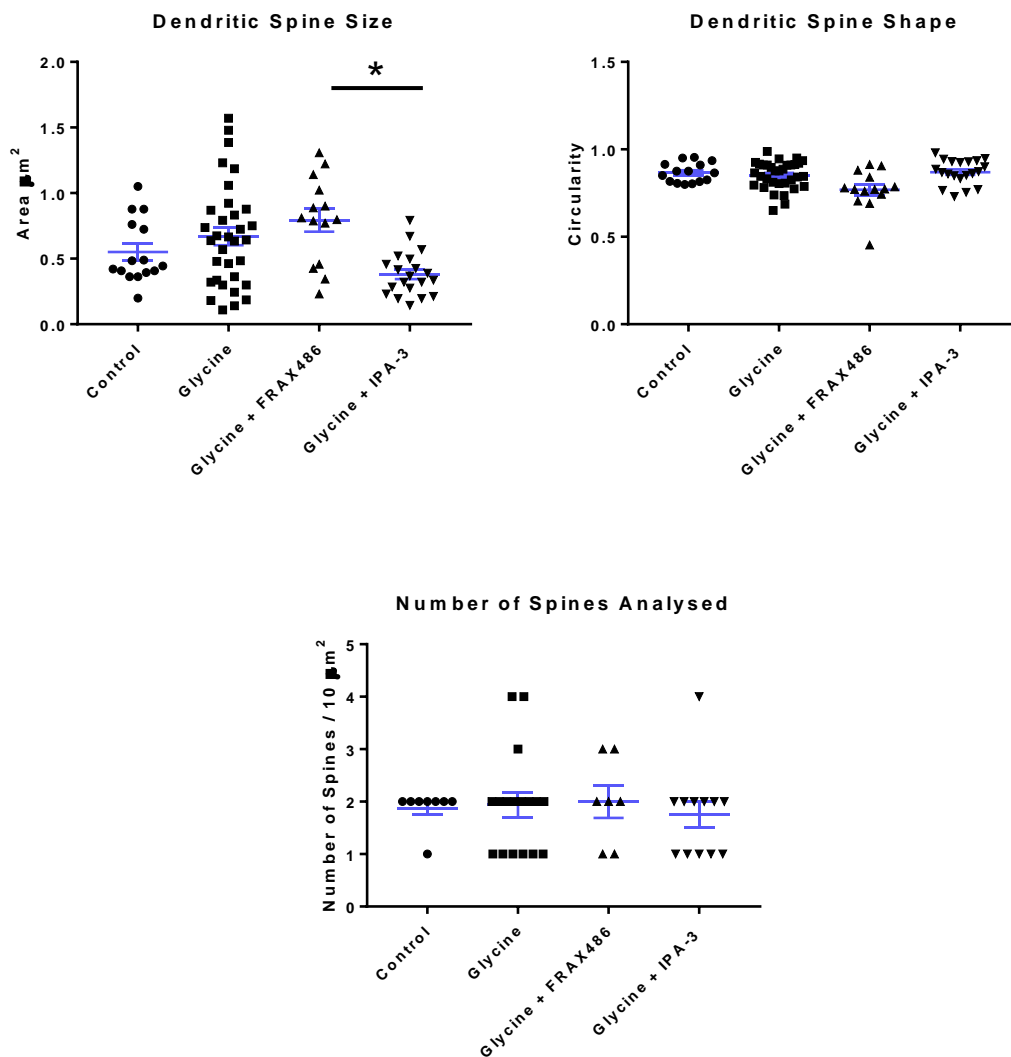 Dendritic Spine Size
2.0
*
1.5
1.0
0.5
0.0
Area m²
Control
Glycine
Glycine + FRAX486
Glycine + IPA-3
Dendritic Spine Shape
1.5
1.0
0.5
0.0
Circularity
Control
Glycine
Glycine + FRAX486
Glycine + IPA-3
Number of Spines Analysed
5
4
3
2
1
0
Number of Spines / 10 m²
Control
Glycine
Glycine + FRAX486
Glycine + IPA-3